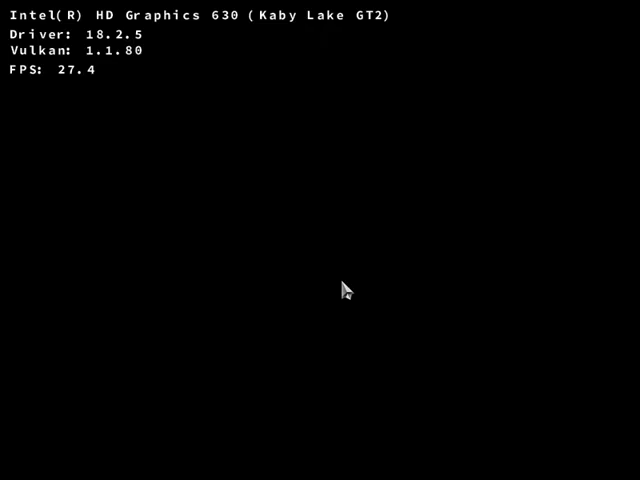 Intel(R) HD Graphics 630 (Kaby Lake GT2)
Driver: 18.2.5
Vulkan: 1.1.80
FPS: 27.4